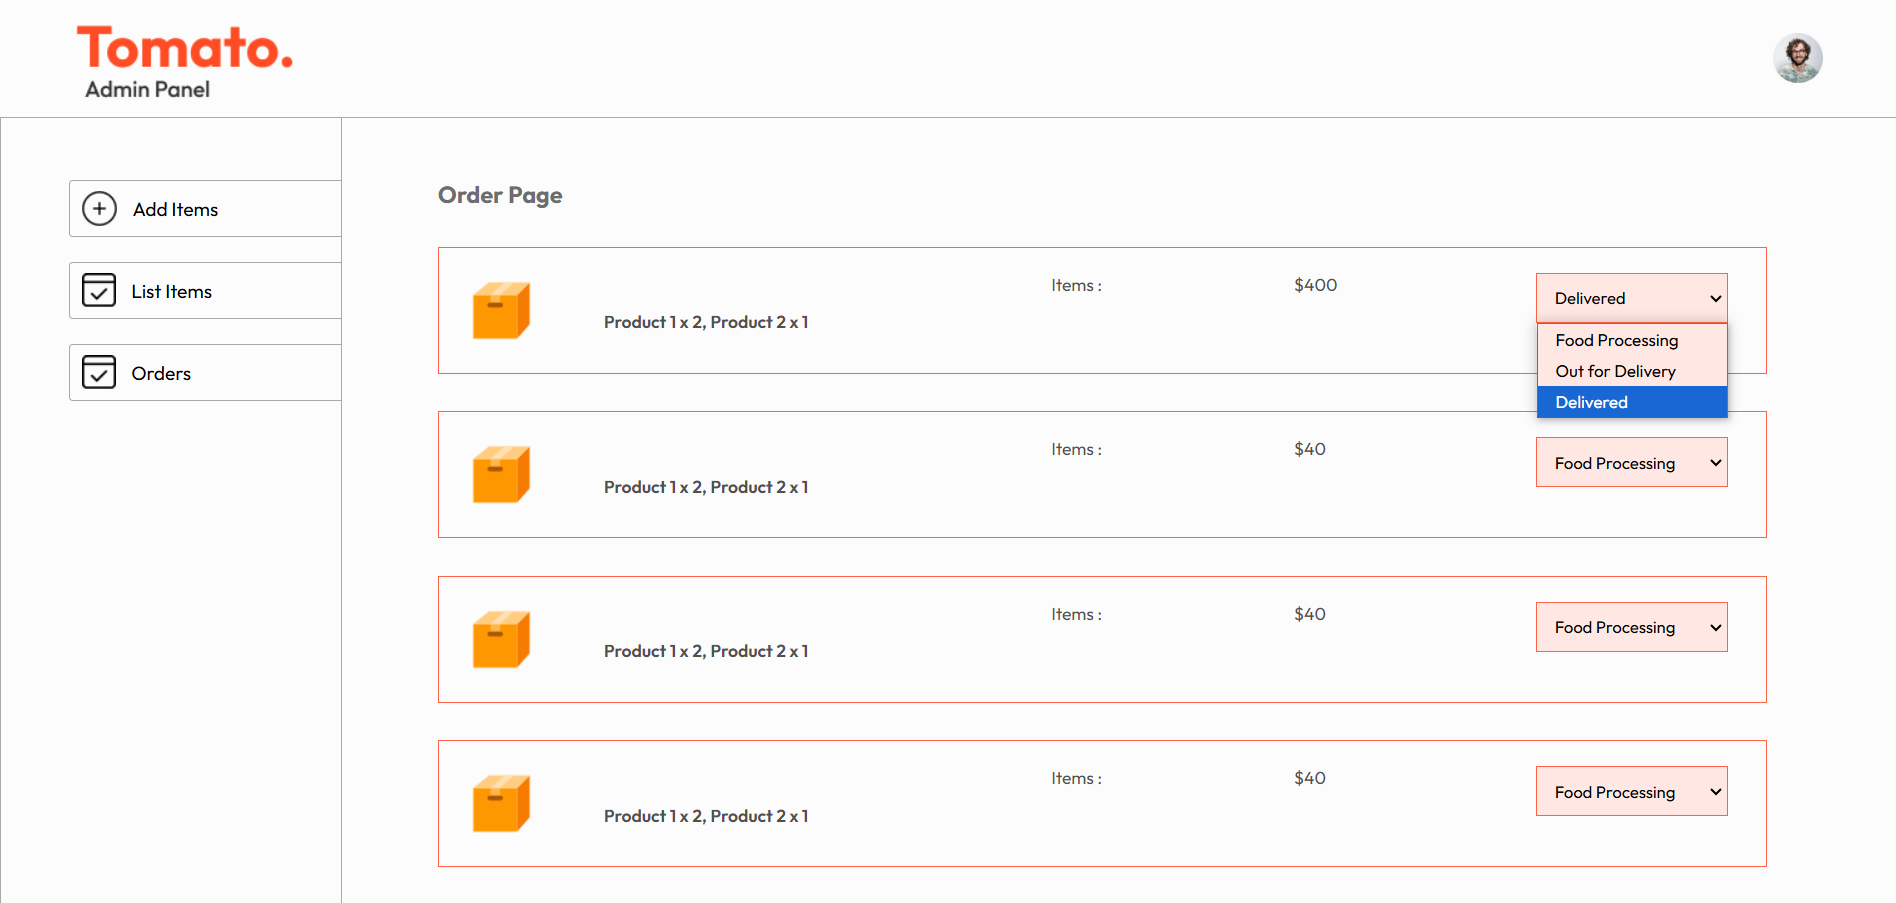 Tomato.
Admin Panel
Add Items
List Items
Orders
Order Page
Items :
$400
Delivered
Product 1 x 2, Product 2 x 1
Food Processing
Out for Delivery
Delivered
Items :
$40
Food Processing
Product 1 x 2, Product 2 x 1
Items :
$40
Food Processing
Product 1 x 2, Product 2 x 1
Items :
$40
Food Processing
Product 1 x 2, Product 2 x 1